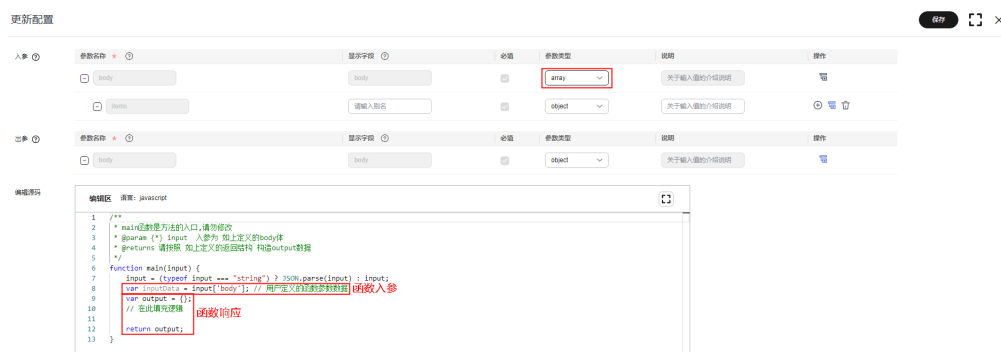 更新配置
保存
入参
参数名称 *
显示字段
必填
参数类型
说明
操作
body
body
array
关于输入值的介绍说明
items
请输入别名
object
关于输入值的介绍说明
出参
参数名称 *
显示字段
必填
参数类型
说明
操作
body
body
object
关于输入值的介绍说明
编辑源码
编辑区 语言: javascript
1 /**
2 * main函数是方法的入口,请勿修改
3 * @param {*} input 入参为 如上定义的body体
4 * @returns 请按照 如上定义的返回结构 构造output数据
5 */
6 function main(input) {
7 input = (typeof input === "string") ? JSON.parse(input) : input;
8 var inputData = input['body']; // 用户定义的函数参数数据 函数入参
9 var output = {};
10 // 在此填充逻辑
函数响应
11
12 return output;
13 }